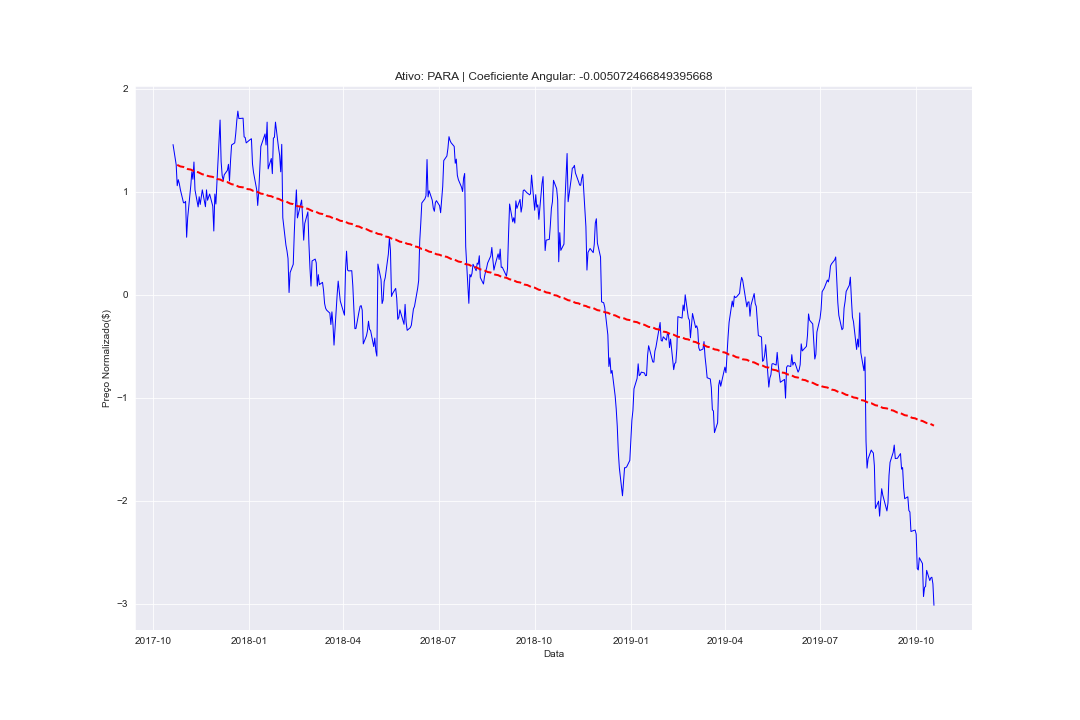 Ativo: PARA | Coeficiente Angular: -0.005072466849395668
2
1
0
−1
−2
−3
Preço Normalizado($)
2017-10 2018-01 2018-04 2018-07 2018-10 2019-01 2019-04 2019-07 2019-10
Data